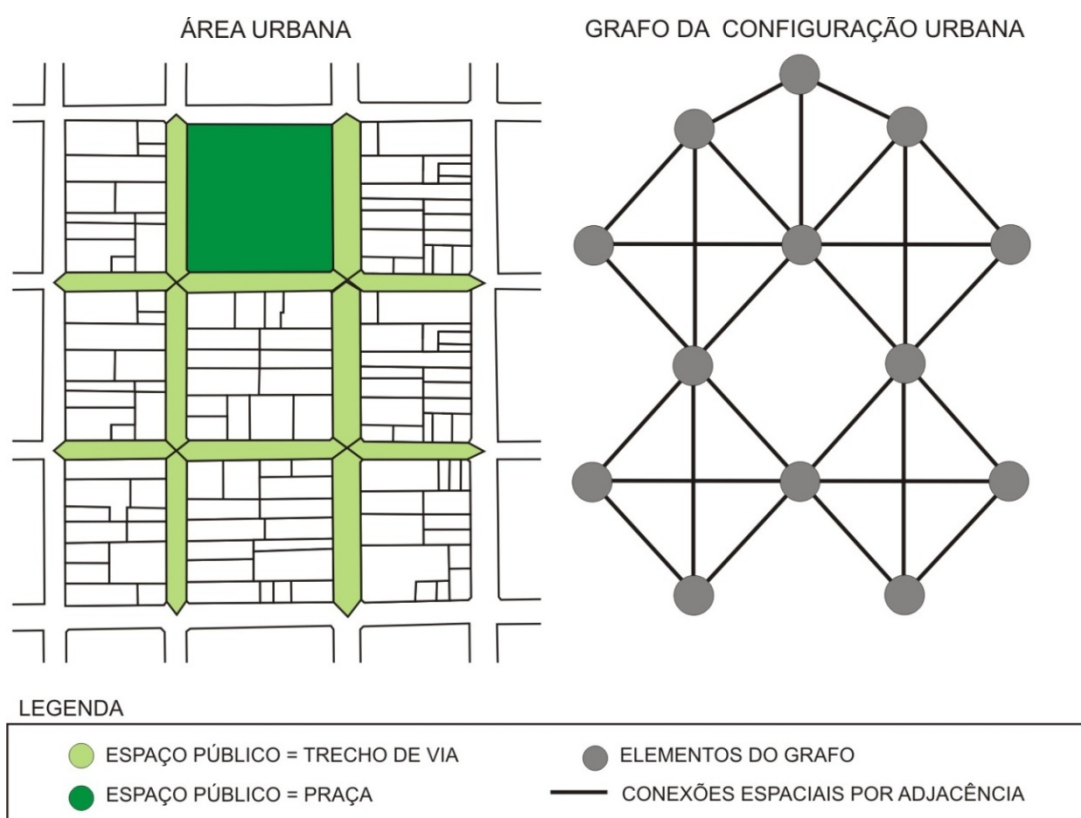 ÁREA URBANA
GRAFO DA CONFIGURAÇÃO URBANA
LEGENDA
ESPAÇO PÚBLICO = TRECHO DE VIA
ESPAÇO PÚBLICO = PRAÇA
ELEMENTOS DO GRAFO
CONEXÕES ESPACIAIS POR ADJACÊNCIA